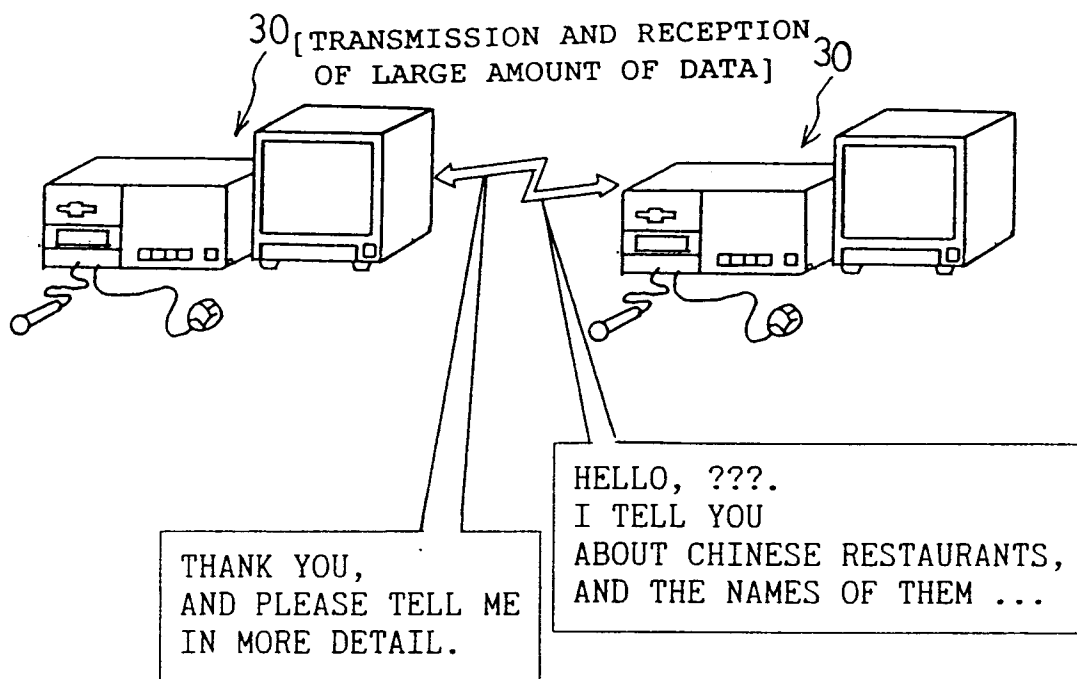 30 [TRANSMISSION AND RECEPTION 30
OF LARGE AMOUNT OF DATA]
HELLO, ???.
I TELL YOU
ABOUT CHINESE RESTAURANTS,
AND THE NAMES OF THEM ...
THANK YOU,
AND PLEASE TELL ME
IN MORE DETAIL.